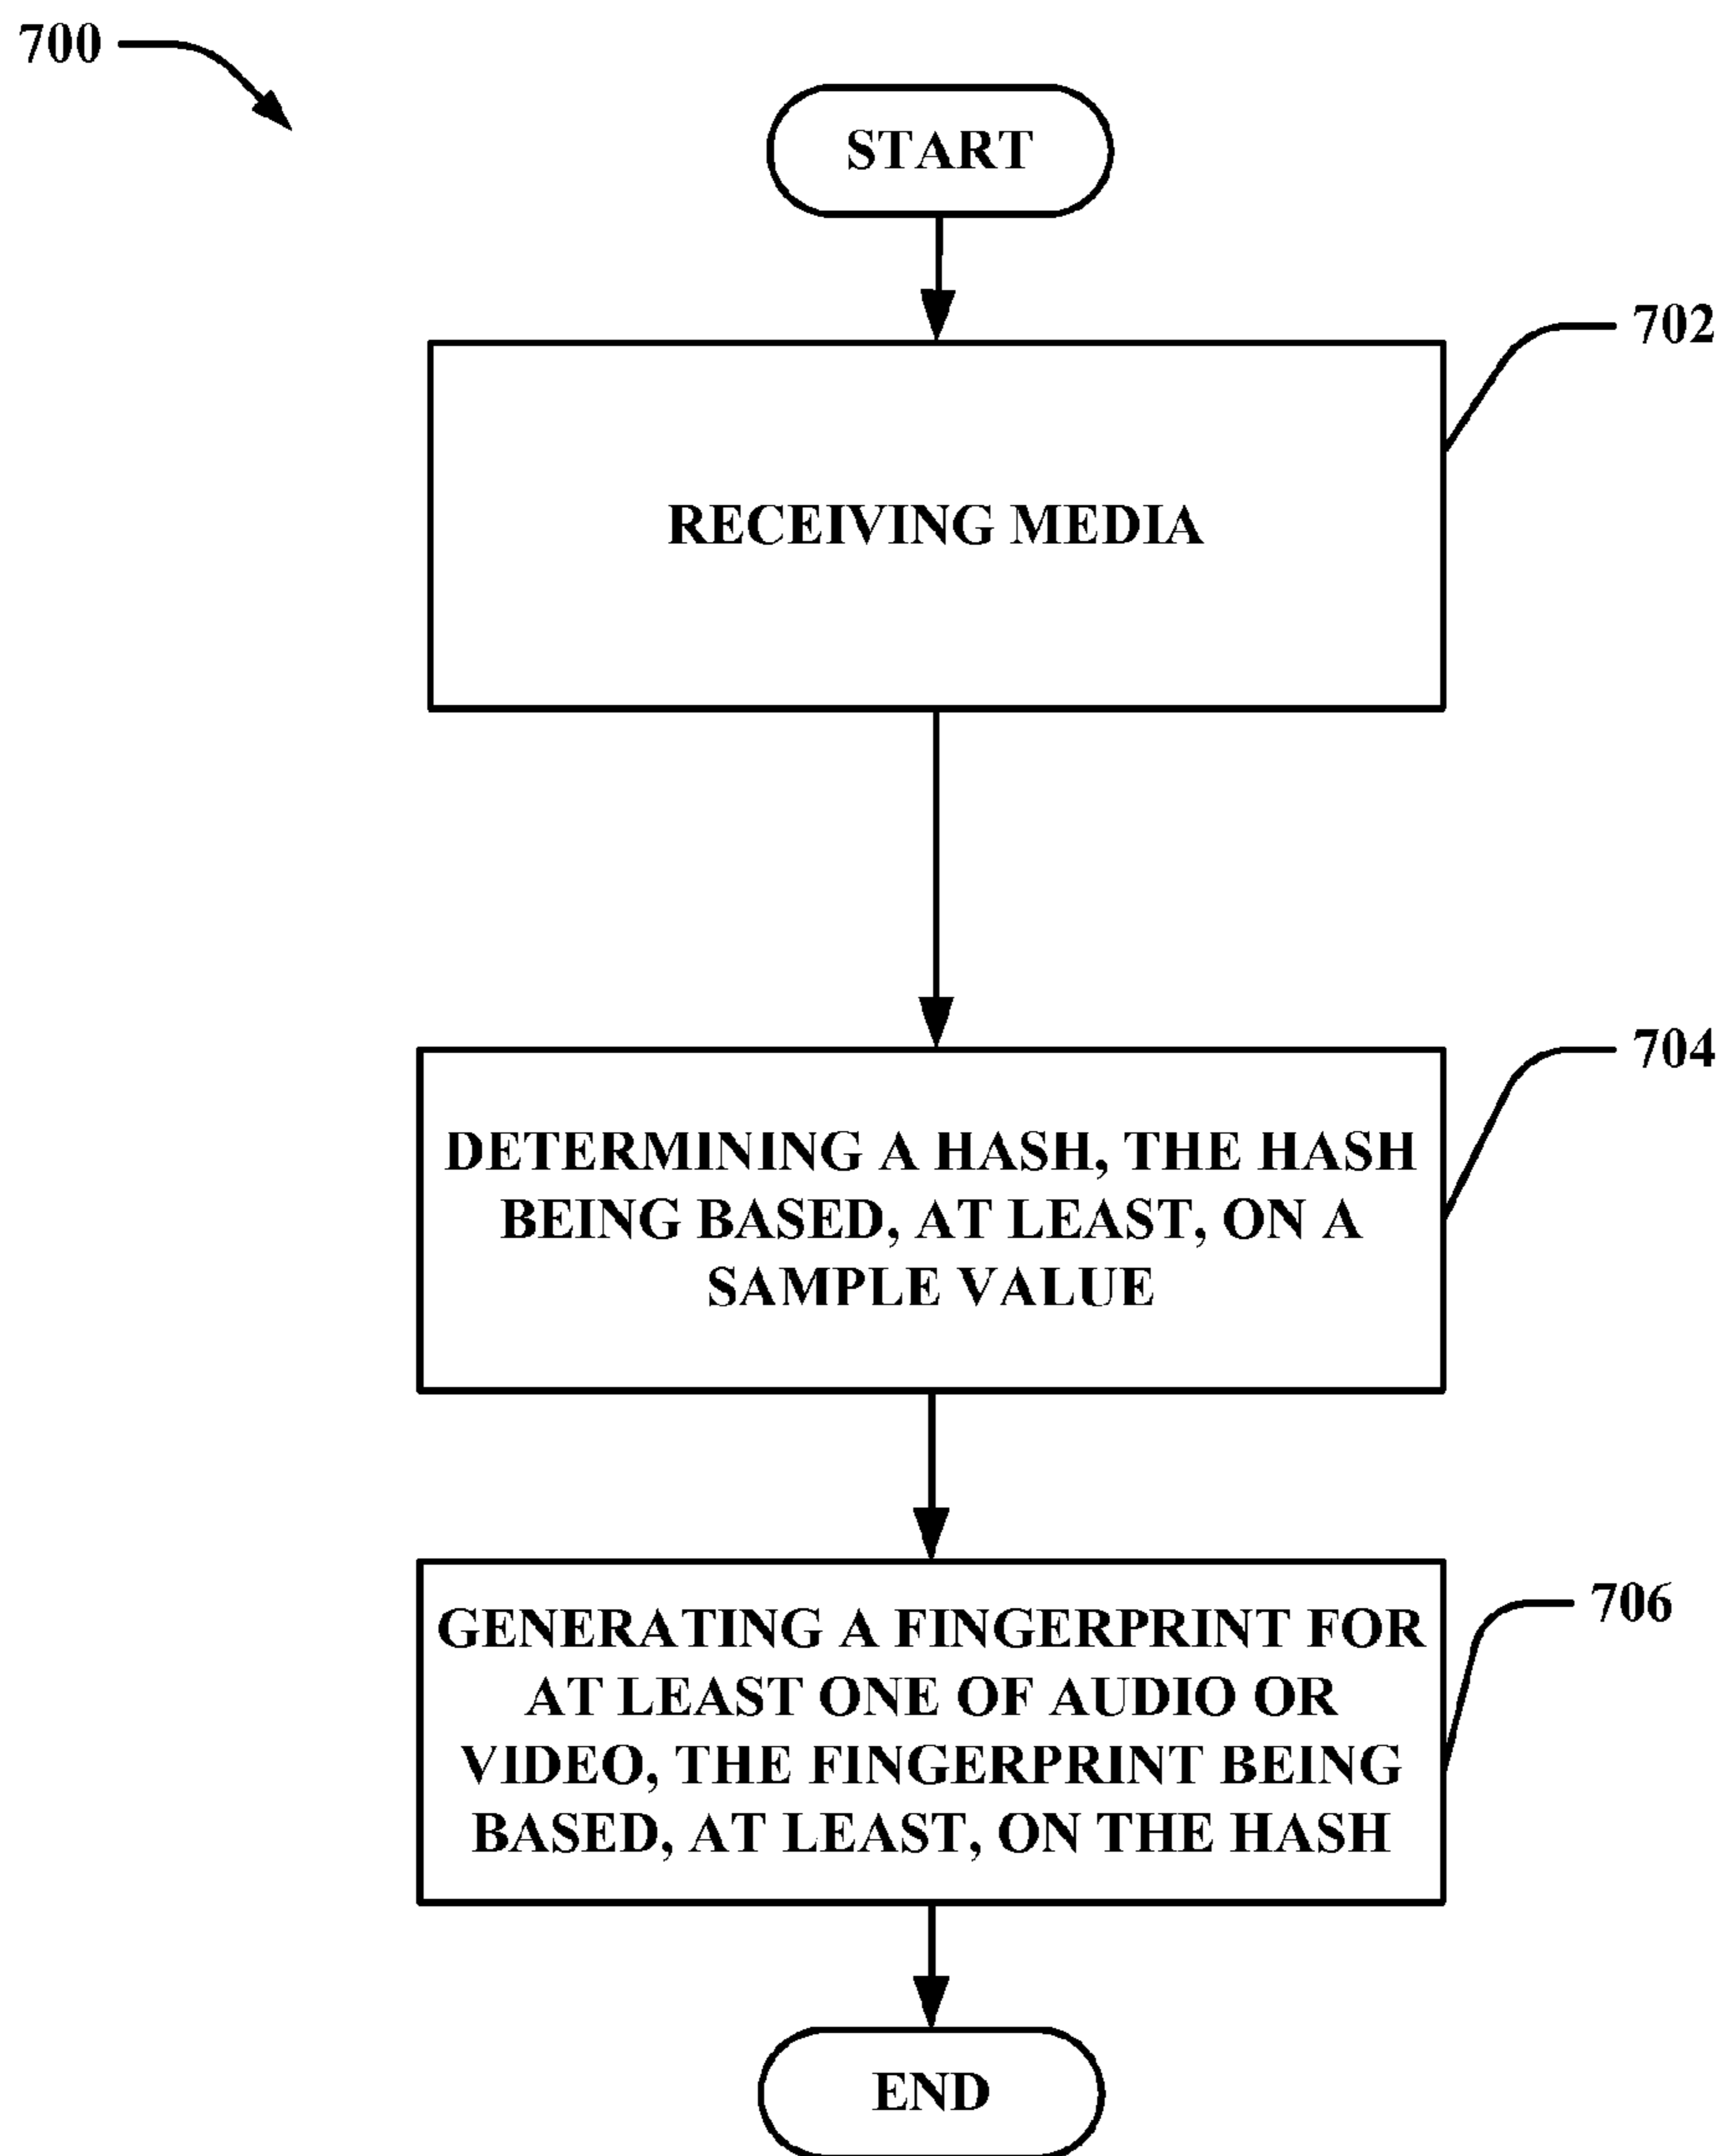 700
START
702
RECEIVING MEDIA
704
DETERMINING A HASH, THE HASH
BEING BASED, AT LEAST, ON A
SAMPLE VALUE
706
GENERATING A FINGERPRINT FOR
AT LEAST ONE OF AUDIO OR
VIDEO, THE FINGERPRINT BEING
BASED, AT LEAST, ON THE HASH
END